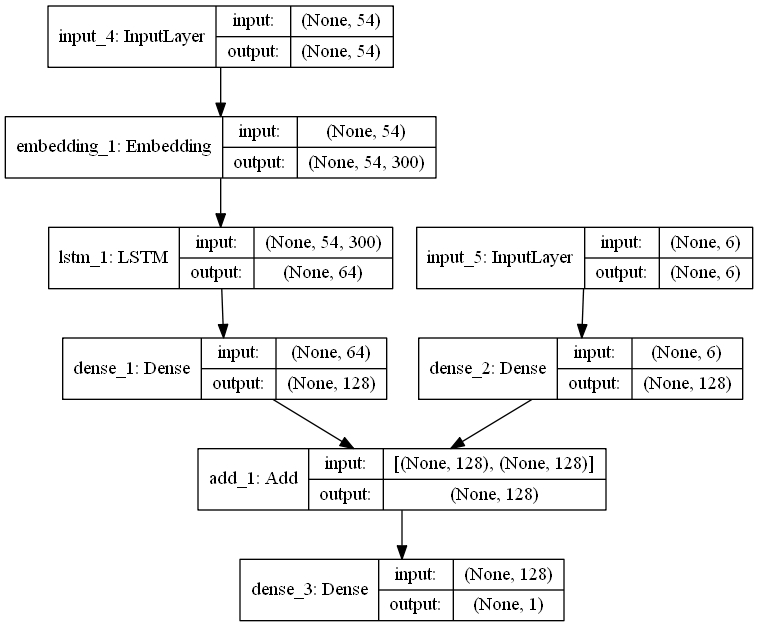 input_4: InputLayer
input:
(None, 54)
output:
(None, 54)
embedding_1: Embedding
input:
(None, 54)
output:
(None, 54, 300)
lstm_1: LSTM
input:
(None, 54, 300)
output:
(None, 64)
input_5: InputLayer
input:
(None, 6)
output:
(None, 6)
dense_1: Dense
input:
(None, 64)
output:
(None, 128)
dense_2: Dense
input:
(None, 6)
output:
(None, 128)
add_1: Add
input:
[(None, 128), (None, 128)]
output:
(None, 128)
dense_3: Dense
input:
(None, 128)
output:
(None, 1)